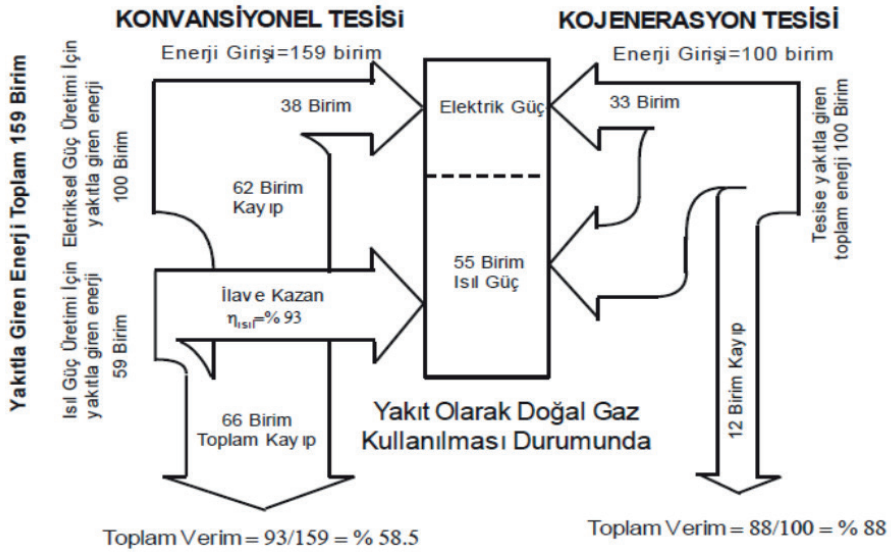 KONVANSİYONEL TESİSi
Enerji Girişi=159 birim
Yakıtla Giren Enerji Toplam 159 Birim
Eletriksel Güç Üretimi İçin
yakıtla giren enerji
100 Birim
38 Birim
62 Birim
Kayıp
Isıl Güç Üretimi İçin
yakıtla giren enerji
59 Birim
İlave Kazan
ηısıl=% 93
66 Birim
Toplam Kayıp
Toplam Verim = 93/159 = % 58.5
Elektrik Güç
55 Birim
Isıl Güç
Yakıt Olarak Doğal Gaz
Kullanılması Durumunda
KOJENERASYON TESİSİ
Enerji Girişi=100 birim
33 Birim
Tesise yakıtla giren
toplam enerji 100 Birim
12 Birim Kayıp
Toplam Verim = 88/100 = % 88